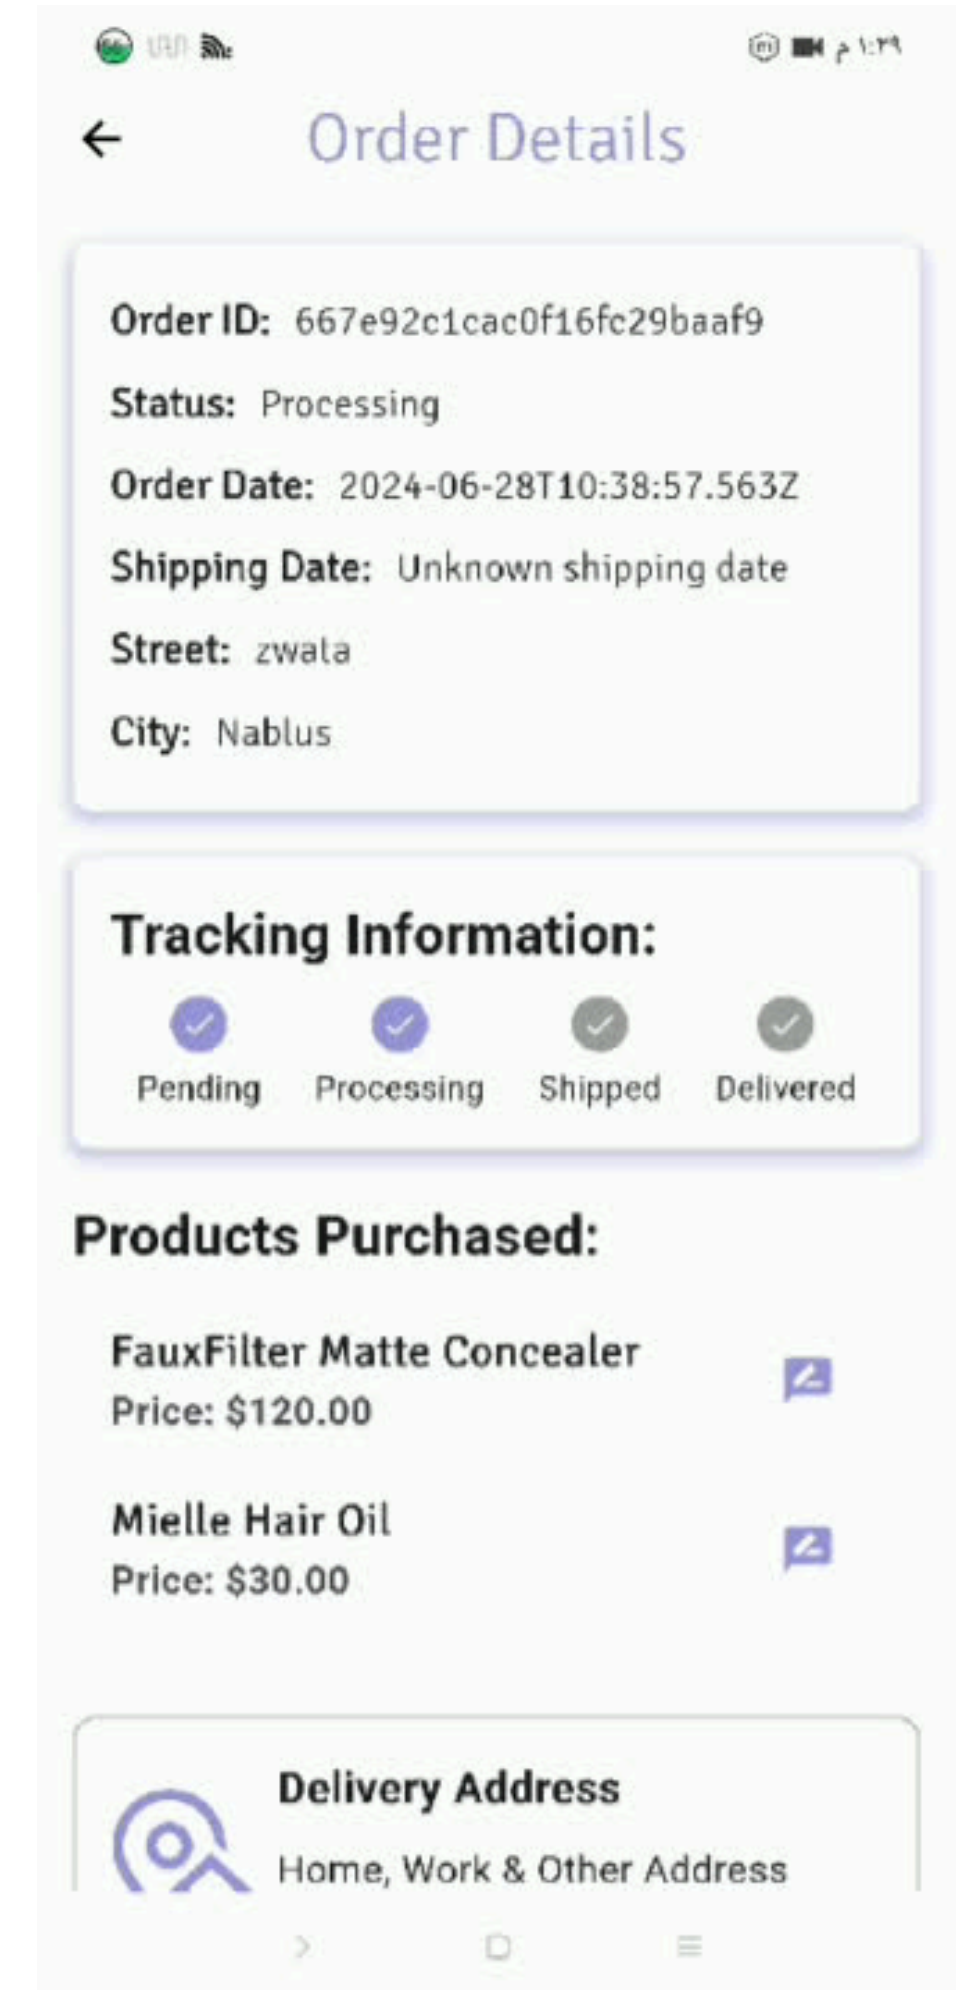 ١:٣٩ م
Order Details
Order ID: 667e92c1cac0f16fc29baaf9
Status: Processing
Order Date: 2024-06-28T10:38:57.563Z
Shipping Date: Unknown shipping date
Street: zwata
City: Nablus
Tracking Information:
Pending Processing Shipped Delivered
Products Purchased:
FauxFilter Matte Concealer
Price: $120.00
Mielle Hair Oil
Price: $30.00
Delivery Address
Home, Work & Other Address